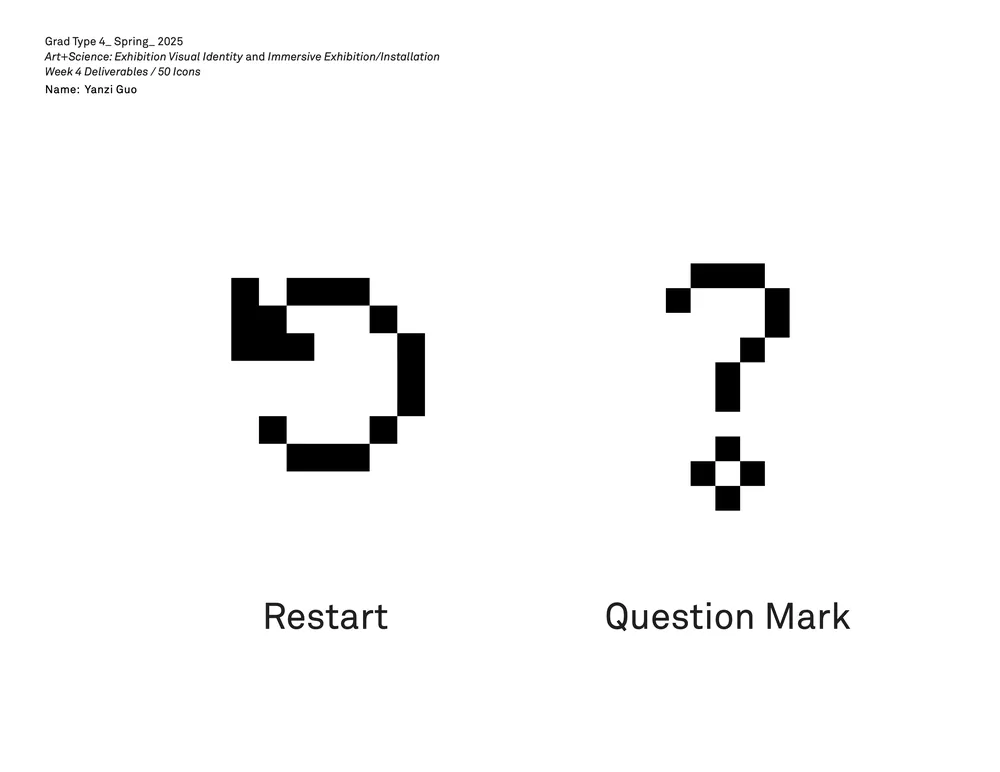 Grad Type 4_ Spring_ 2025
Art+Science: Exhibition Visual Identity and Immersive Exhibition/Installation
Week 4 Deliverables / 50 Icons
Name: Yanzi Guo
Restart
Question Mark